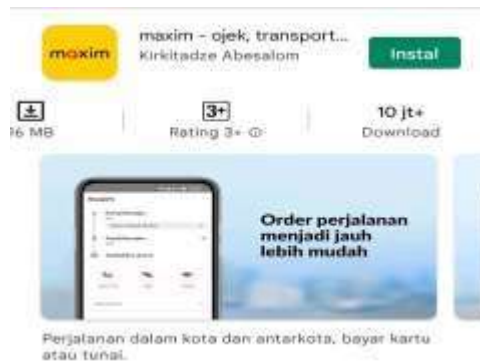 maxim
maxim - ojek, transport...
Kirkitadze Abesalom
Instal
3+
10 jt+
MB
Rating 3+
Download
Order perjalanan
menjadi jauh
lebih mudah
Perjalanan dalam kota dan antarkota, bayar kartu
atau tunai.